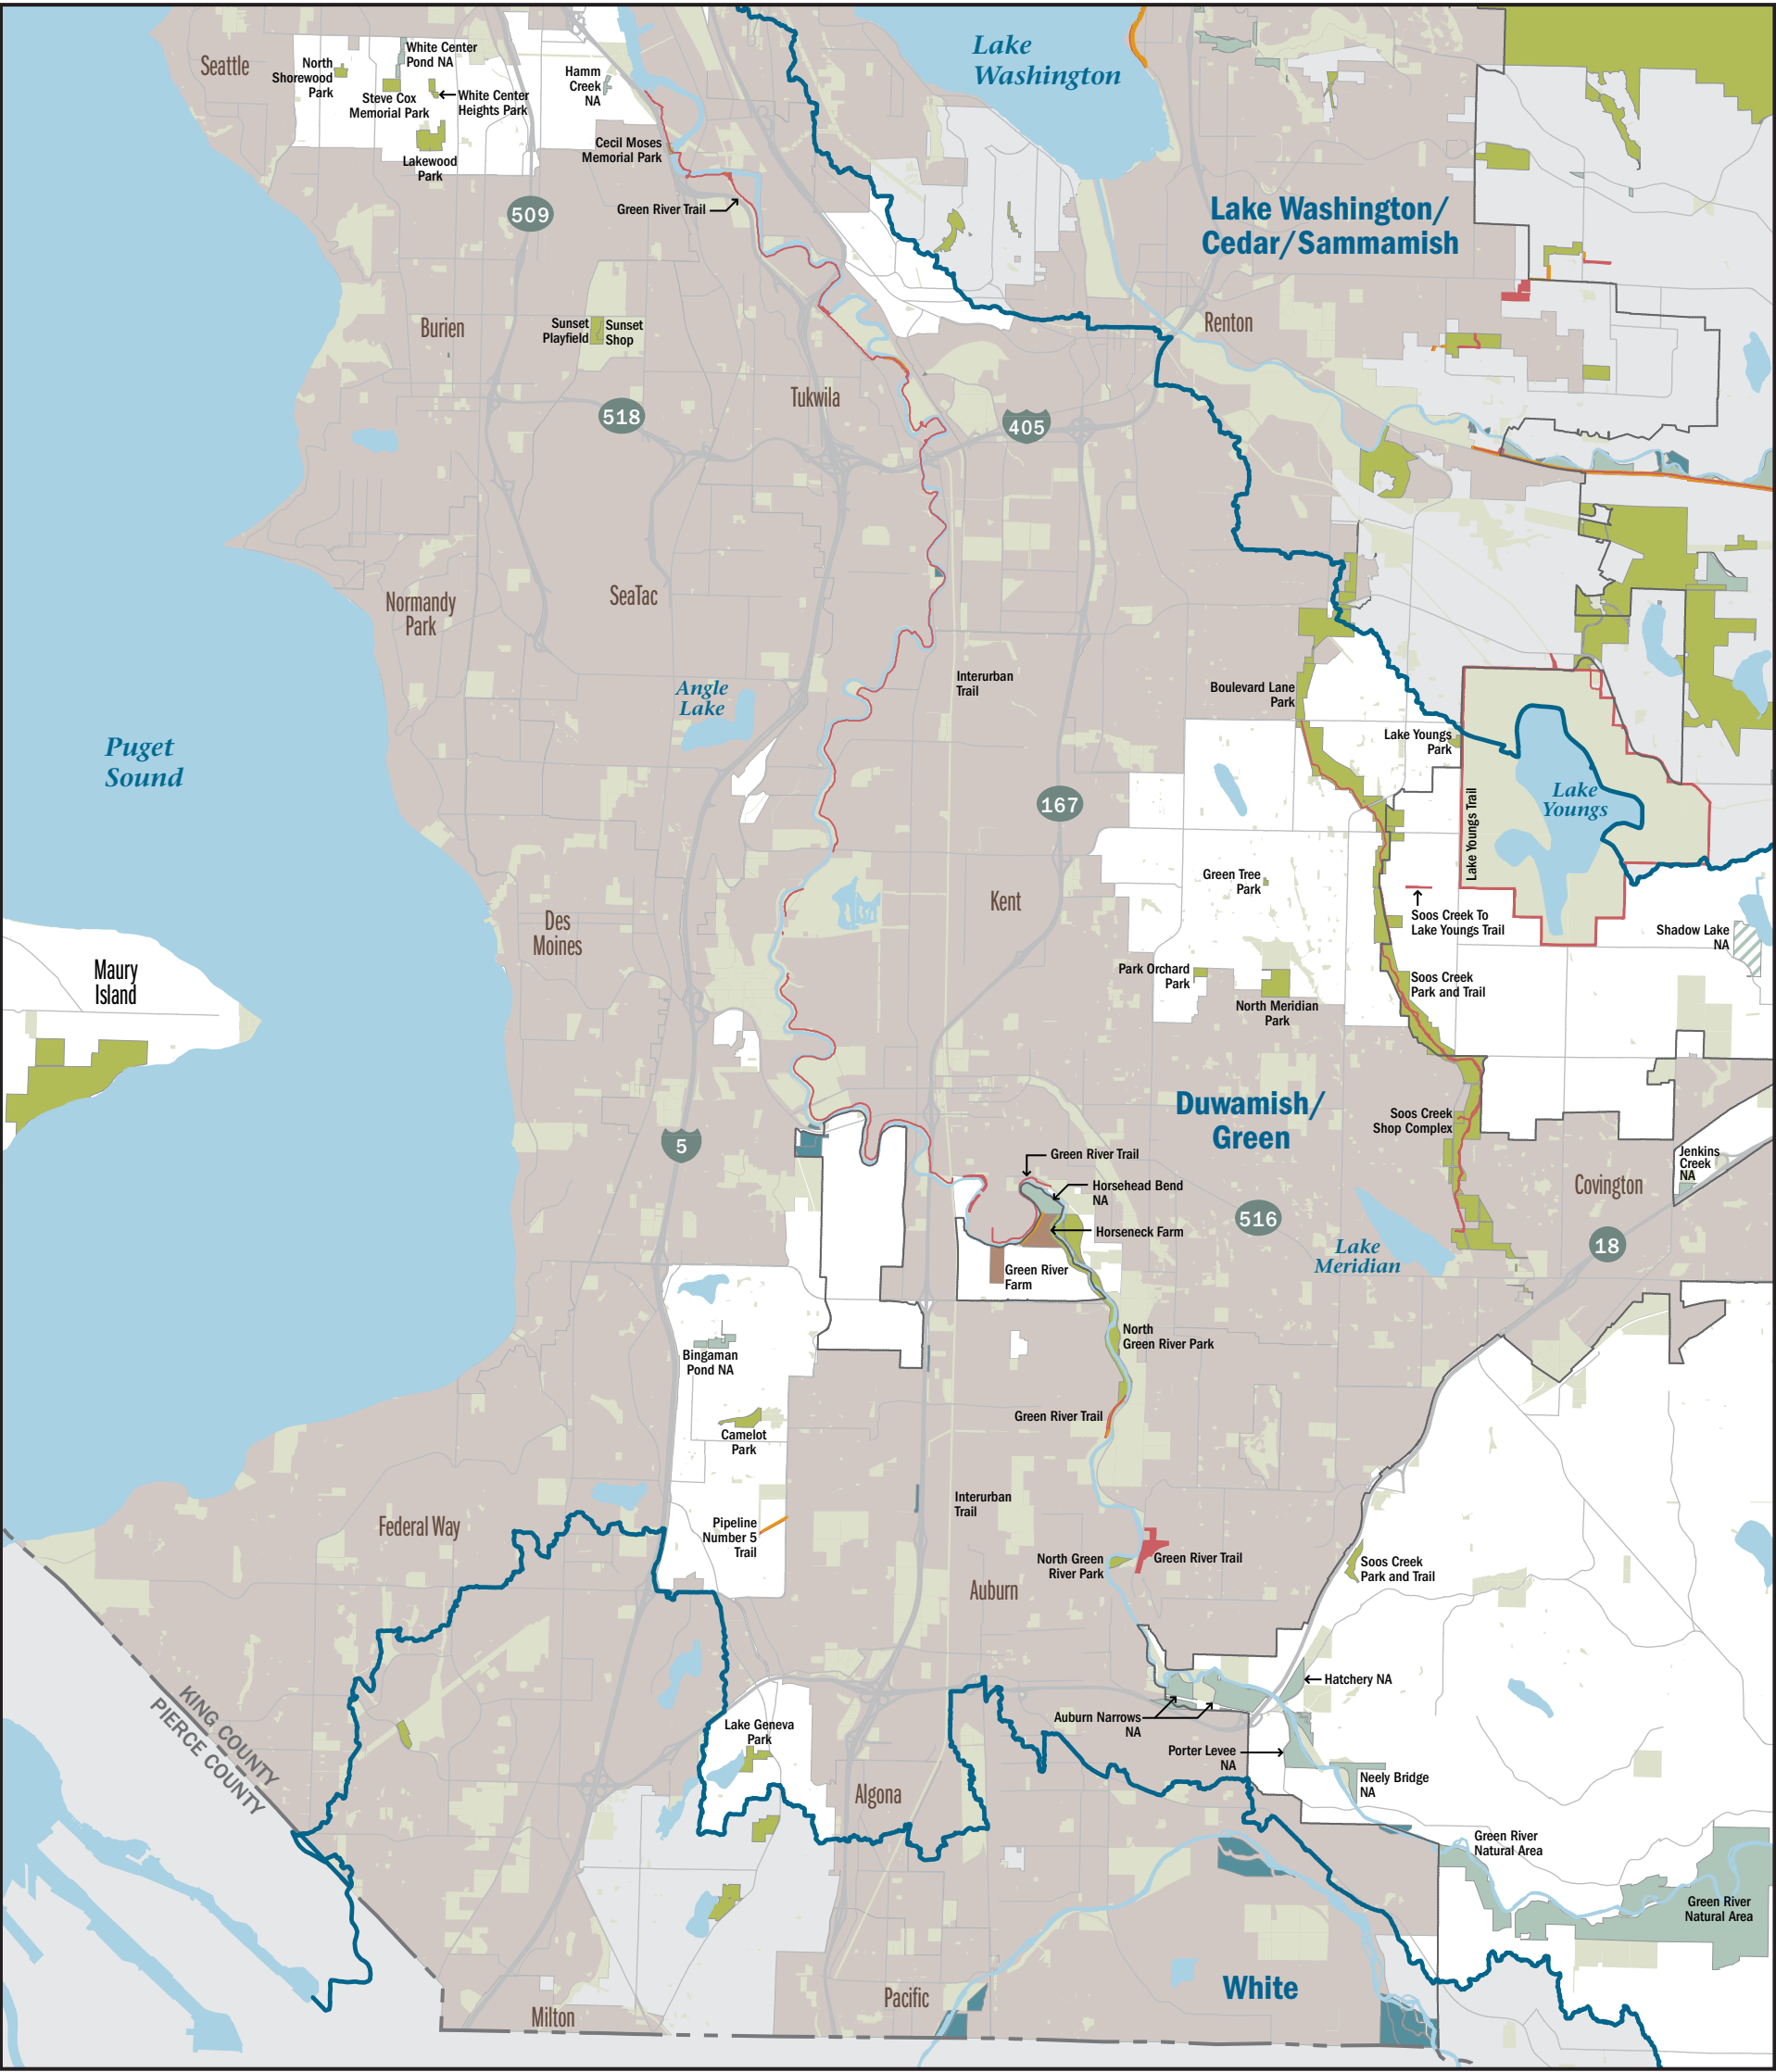 Seattle
North
Shorewood
Park
White Center
Pond NA
Steve Cox
Memorial Park
White Center
Heights Park
Lakewood
Park
Hamm
Creek
NA
Cecil Moses
Memorial Park
Green River Trail
Lake
Washington
Lake Washington/
Cedar/Sammamish
509
Burien
Sunset
Playfield
Sunset
Shop
Renton
Tukwila
518
405
Normandy
Park
SeaTac
Angle
Lake
Interurban
Trail
Boulevard Lane
Park
Lake Youngs
Park
Puget
Sound
167
Lake Youngs Trail
Lake
Youngs
Green Tree
Park
Kent
Des
Moines
Soos Creek To
Lake Youngs Trail
Shadow Lake
NA
Maury
Island
Park Orchard
Park
North Meridian
Park
Soos Creek
Park and Trail
Duwamish/
Green
Soos Creek
Shop Complex
5
Green River Trail
Horsehead Bend
NA
Horseneck Farm
Green River
Farm
516
Jenkins
Creek
NA
Covington
18
Lake
Meridian
North
Green River Park
Bingaman
Pond NA
Camelot
Park
Green River Trail
Interurban
Trail
Federal Way
Pipeline
Number 5
Trail
North Green
River Park
Green River Trail
Soos Creek
Park and Trail
Auburn
KING COUNTY
PIERCE COUNTY
Hatchery NA
Auburn Narrows
NA
Lake Geneva
Park
Porter Levee
NA
Neely Bridge
NA
Algona
Green River
Natural Area
Green River
Natural Area
White
Pacific
Milton